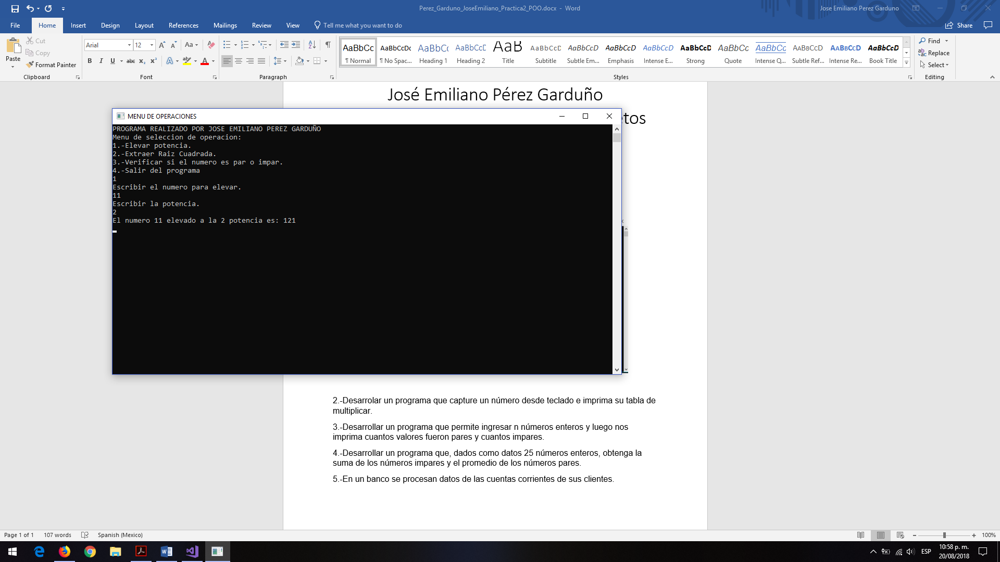 Perez_Garduno_JoseEmiliano_Practica2_POO.docx - Word
Jose Emiliano Perez Garduno
File Home Insert Design Layout References Mailings Review View Tell me what you want to do Share
Paste
Cut
Copy
Format Painter
Clipboard
Arial 12
Font
Paragraph
AaBbCc AaBbCcDc AaBbC AaBbCcD AaB AaBbCcD AaBbCcD AaBbCcD AaBbCcD AaBbCcD AaBbCc AaBbCc AABBCCD AABBCCD AaBbCcD
¶ Normal ¶ No Spac... Heading 1 Heading 2 Title Subtitle Subtle Em... Emphasis Intense E... Strong Quote Intense Q... Subtle Ref... Intense Re... Book Title
Styles
Find
Replace
Select
Editing
José Emiliano Pérez Garduño
etos
MENU DE OPERACIONES
PROGRAMA REALIZADO POR JOSE EMILIANO PEREZ GARDUÑO
Menu de seleccion de operacion:
1.-Elevar potencia.
2.-Extraer Raiz Cuadrada.
3.-Verificar si el numero es par o impar.
4.-Salir del programa
1
Escribir el numero para elevar.
11
Escribir la potencia.
2
El numero 11 elevado a la 2 potencia es: 121
2.-Desarrolar un programa que capture un número desde teclado e imprima su tabla de
multiplicar.
3.-Desarrollar un programa que permite ingresar n números enteros y luego nos
imprima cuantos valores fueron pares y cuantos impares.
4.-Desarrollar un programa que, dados como datos 25 números enteros, obtenga la
suma de los números impares y el promedio de los números pares.
5.-En un banco se procesan datos de las cuentas corrientes de sus clientes.
Page 1 of 1 107 words Spanish (Mexico) 100%
ESP
10:58 p. m.
20/08/2018